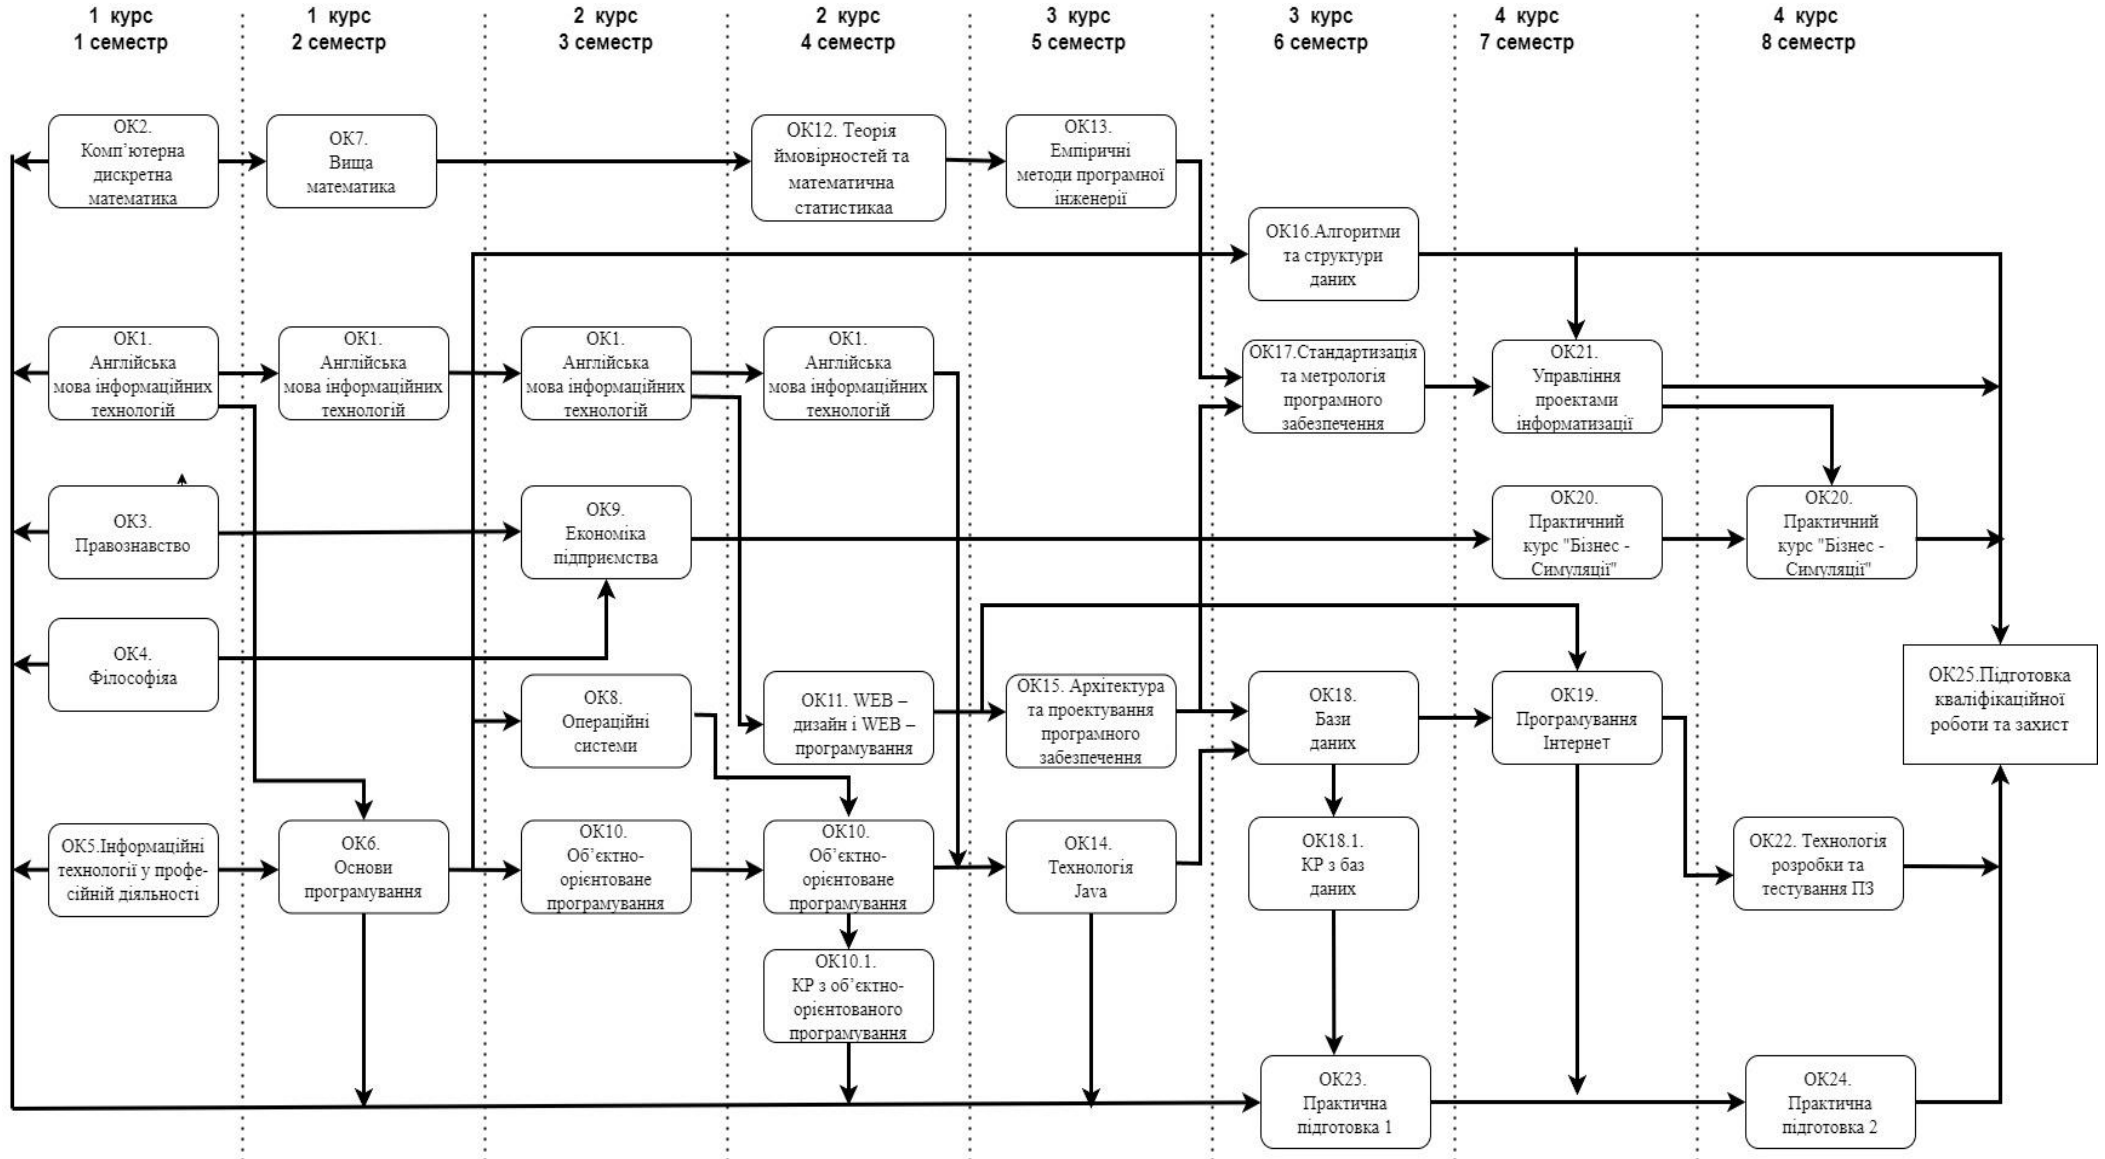 1 курс
1 семестр
1 курс
2 семестр
2 курс
3 семестр
2 курс
4 семестр
3 курс
5 семестр
3 курс
6 семестр
4 курс
7 семестр
4 курс
8 семестр
ОК2.
Комп’ютерна
дискретна
математика
ОК7.
Вища
математика
ОК12. Теорія
ймовірностей та
математична
статистикаа
ОК13.
Емпіричні
методи програмної
інженерії
ОК16.Алгоритми
та структури
даних
ОК1.
Англійська
мова інформаційних
технологій
ОК1.
Англійська
мова інформаційних
технологій
ОК1.
Англійська
мова інформаційних
технологій
ОК1.
Англійська
мова інформаційних
технологій
ОК17.Стандартизація
та метрологія
програмного
забезпечення
ОК21.
Управління
проектами
інформатизації
ОК3.
Правознавство
ОК9.
Економіка
підприємства
ОК20.
Практичний
курс "Бізнес -
Симуляції"
ОК20.
Практичний
курс "Бізнес -
Симуляції"
ОК4.
Філософіяа
ОК8.
Операційні
системи
ОК11. WEB –
дизайн і WEB –
програмування
ОК15. Архітектура
та проектування
програмного
забезпечення
ОК18.
Бази
даних
ОК19.
Програмування
Інтернет
ОК25.Підготовка
кваліфікаційної
роботи та захист
ОК5.Інформаційні
технології у профе-
сійній діяльності
ОК6.
Основи
програмування
ОК10.
Об’єктно-
орієнтоване
програмування
ОК10.
Об’єктно-
орієнтоване
програмування
ОК14.
Технологія
Java
ОК18.1.
КР з баз
даних
ОК22. Технологія
розробки та
тестування ПЗ
ОК10.1.
КР з об’єктно-
орієнтованого
програмування
ОК23.
Практична
підготовка 1
ОК24.
Практична
підготовка 2